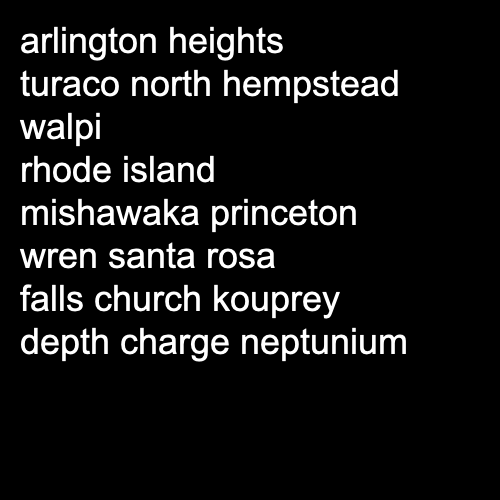 arlington heights
turaco north hempstead
walpi
rhode island
mishawaka princeton
wren santa rosa
falls church kouprey
depth charge neptunium